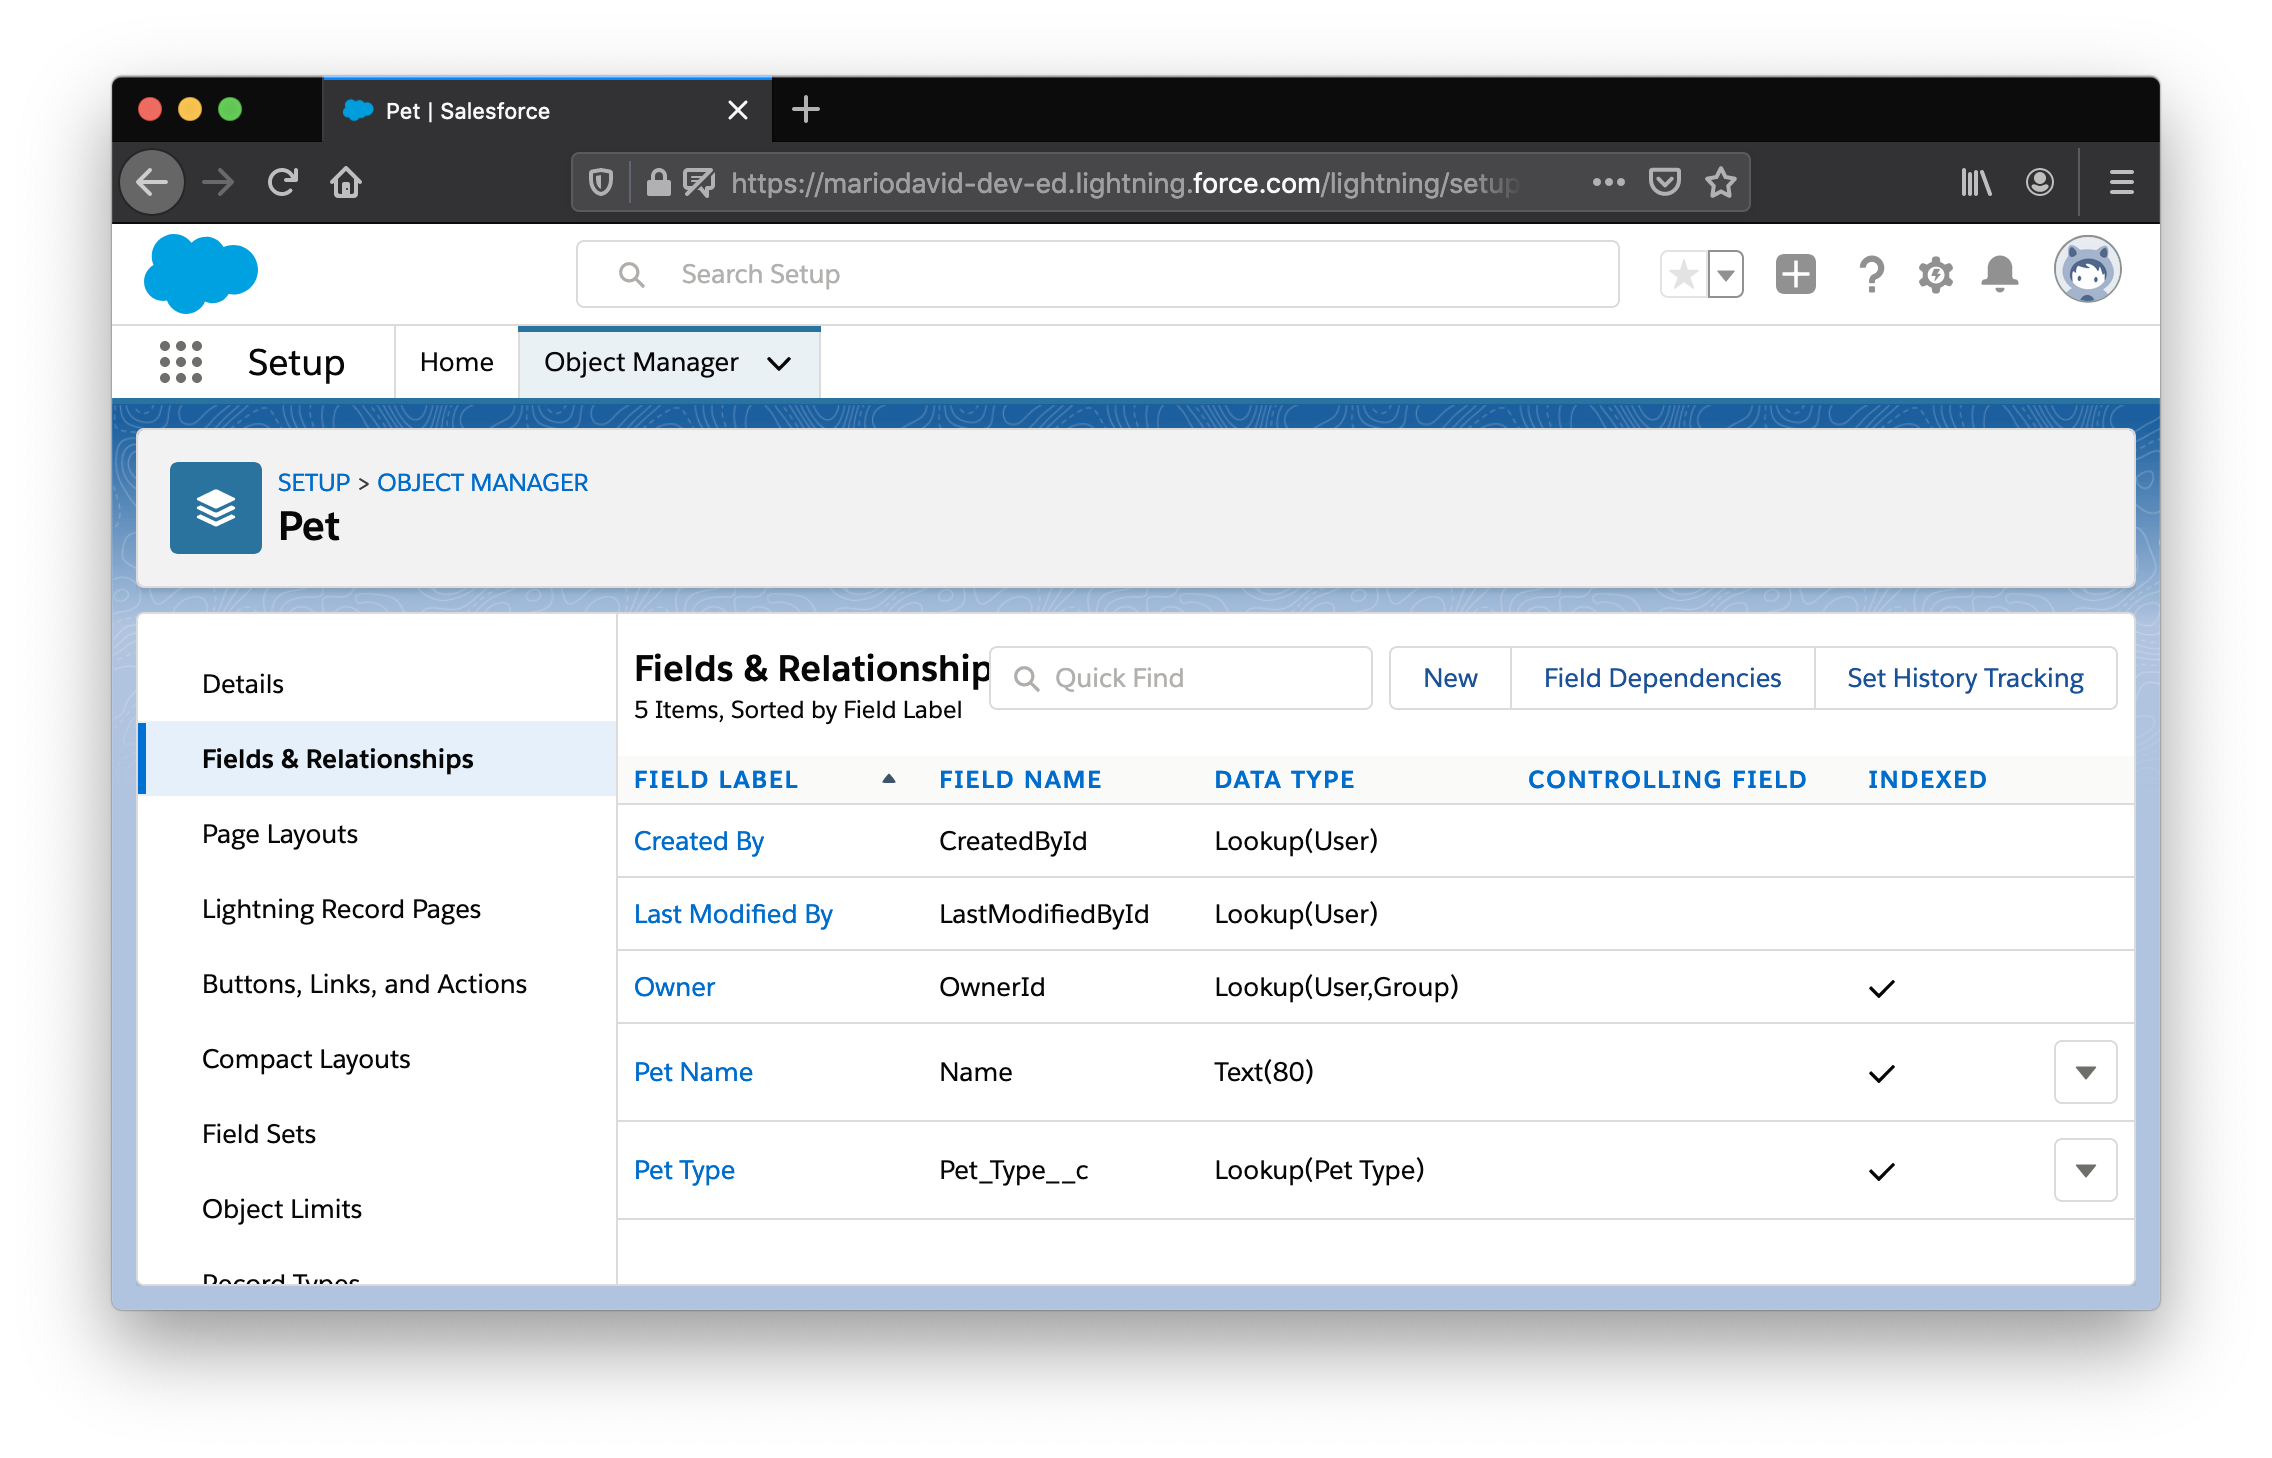 Pet | Salesforce
https://mariodavid-dev-ed.lightning.force.com/lightning/setup
Search Setup
Setup
Home
Object Manager
SETUP > OBJECT MANAGER
Pet
Details
Fields & Relationships
Page Layouts
Lightning Record Pages
Buttons, Links, and Actions
Compact Layouts
Field Sets
Object Limits
Record Types
Fields & Relationship
5 Items, Sorted by Field Label
Quick Find
New
Field Dependencies
Set History Tracking
FIELD LABEL FIELD NAME DATA TYPE CONTROLLING FIELD INDEXED
Created By CreatedById Lookup(User)
Last Modified By LastModifiedById Lookup(User)
Owner OwnerId Lookup(User,Group)
Pet Name Name Text(80)
Pet Type Pet_Type__c Lookup(Pet Type)